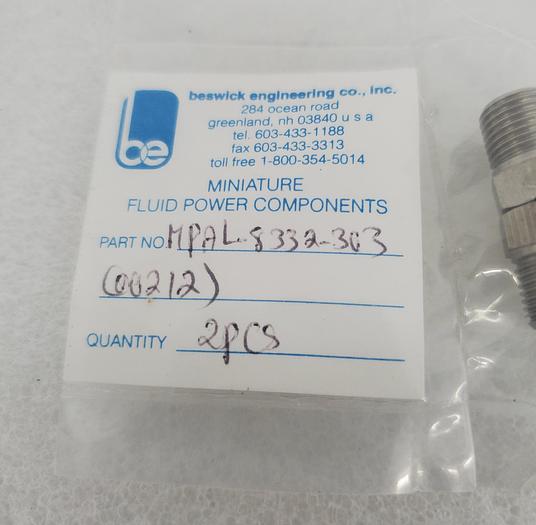 be
beswick engineering co., inc.
284 ocean road
greenland, nh 03840 u s a
tel. 603-433-1188
fax 603-433-3313
toll free 1-800-354-5014
MINIATURE
FLUID POWER COMPONENTS
PART NO. MPAL-8332-303
(00212)
QUANTITY 2pcs